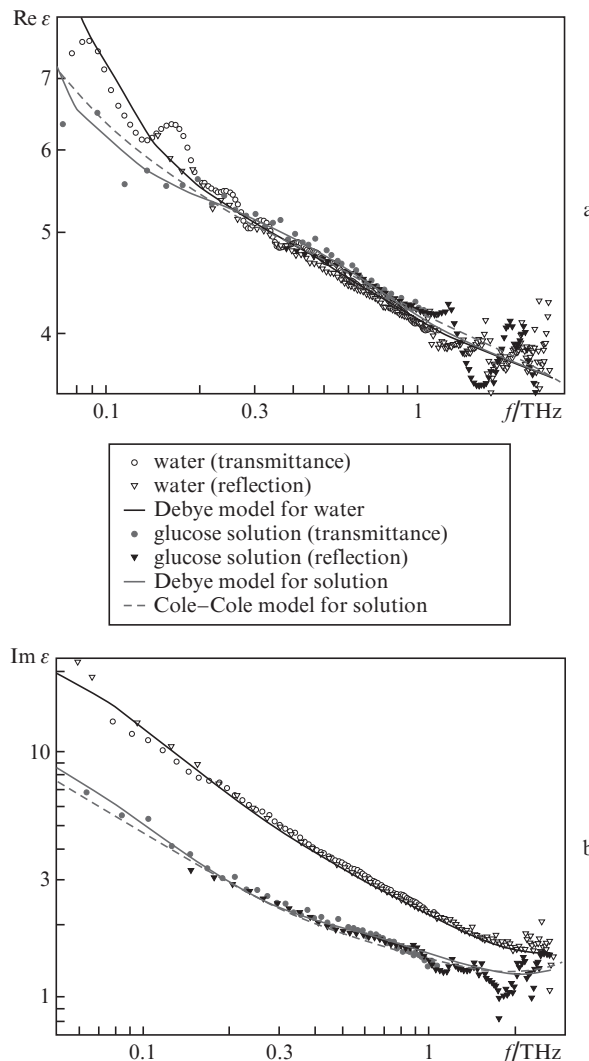 Re ε
7
6
5
4
0.1 0.3 1 f/THz
a
water (transmittance)
water (reflection)
Debye model for water
glucose solution (transmittance)
glucose solution (reflection)
Debye model for solution
Cole–Cole model for solution
Im ε
10
3
1
0.1 0.3 1 f/THz
b